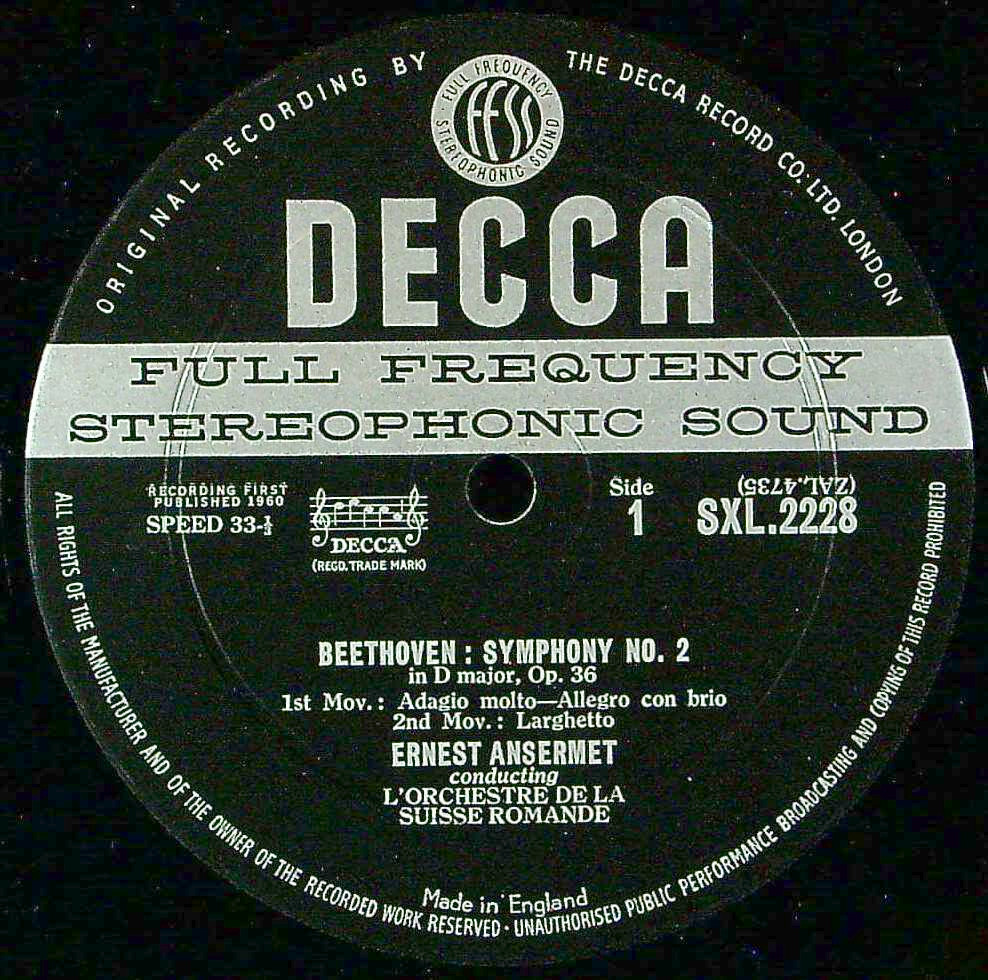 ORIGINAL RECORDING BY
THE DECCA RECORD CO. LTD. LONDON
FULL FREQUENCY
FFSS
STEREOPHONIC SOUND
DECCA
FULL FREQUENCY
STEREOPHONIC SOUND
RECORDING FIRST
PUBLISHED 1960
SPEED 33-⅓
DECCA
(REGD. TRADE MARK)
Side
1
(ZAL.4735)
SXL.2228
BEETHOVEN : SYMPHONY NO. 2
in D major, Op. 36
1st Mov.: Adagio molto—Allegro con brio
2nd Mov.: Larghetto
ERNEST ANSERMET
conducting
L'ORCHESTRE DE LA
SUISSE ROMANDE
Made in England
ALL RIGHTS OF THE MANUFACTURER AND OF THE OWNER OF THE RECORDED WORK RESERVED · UNAUTHORISED PUBLIC PERFORMANCE BROADCASTING AND COPYING OF THIS RECORD PROHIBITED